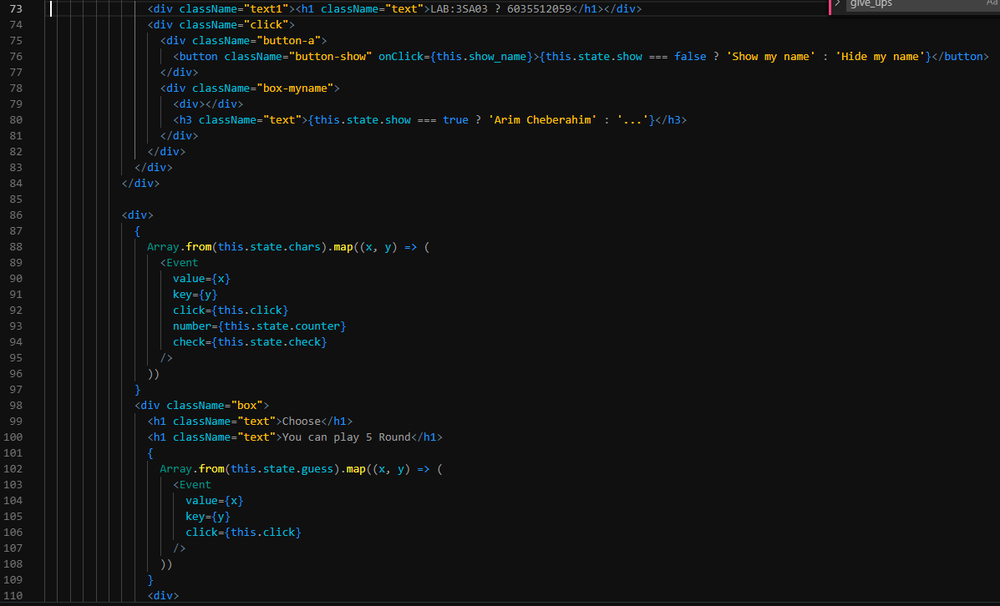 give_ups
Aa
73 <div className="text1"><h1 className="text">LAB:3SA03 ? 6035512059</h1></div>
74 <div className="click">
75 <div className="button-a">
76 <button className="button-show" onClick={this.show_name}>{this.state.show === false ? 'Show my name' : 'Hide my name'}</button>
77 </div>
78 <div className="box-myname">
79 <div></div>
80 <h3 className="text">{this.state.show === true ? 'Arim Cheberahim' : '...'}</h3>
81 </div>
82 </div>
83 </div>
84 </div>
85
86 <div>
87 {
88 Array.from(this.state.chars).map((x, y) => (
89 <Event
90 value={x}
91 key={y}
92 click={this.click}
93 number={this.state.counter}
94 check={this.state.check}
95 />
96 ))
97 }
98 <div className="box">
99 <h1 className="text">Choose</h1>
100 <h1 className="text">You can play 5 Round</h1>
101 {
102 Array.from(this.state.guess).map((x, y) => (
103 <Event
104 value={x}
105 key={y}
106 click={this.click}
107 />
108 ))
109 }
110 <div>